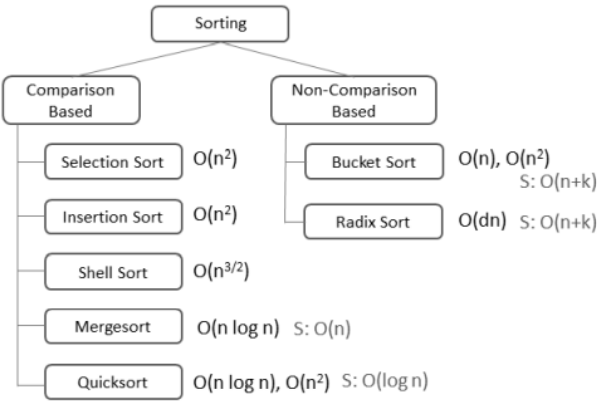 Sorting
Comparison
Based
Selection Sort O(n²)
Insertion Sort O(n²)
Shell Sort O(n³/²)
Mergesort O(n log n) S: O(n)
Quicksort O(n log n), O(n²) S: O(log n)
Non-Comparison
Based
Bucket Sort O(n), O(n²)
S: O(n+k)
Radix Sort O(dn) S: O(n+k)